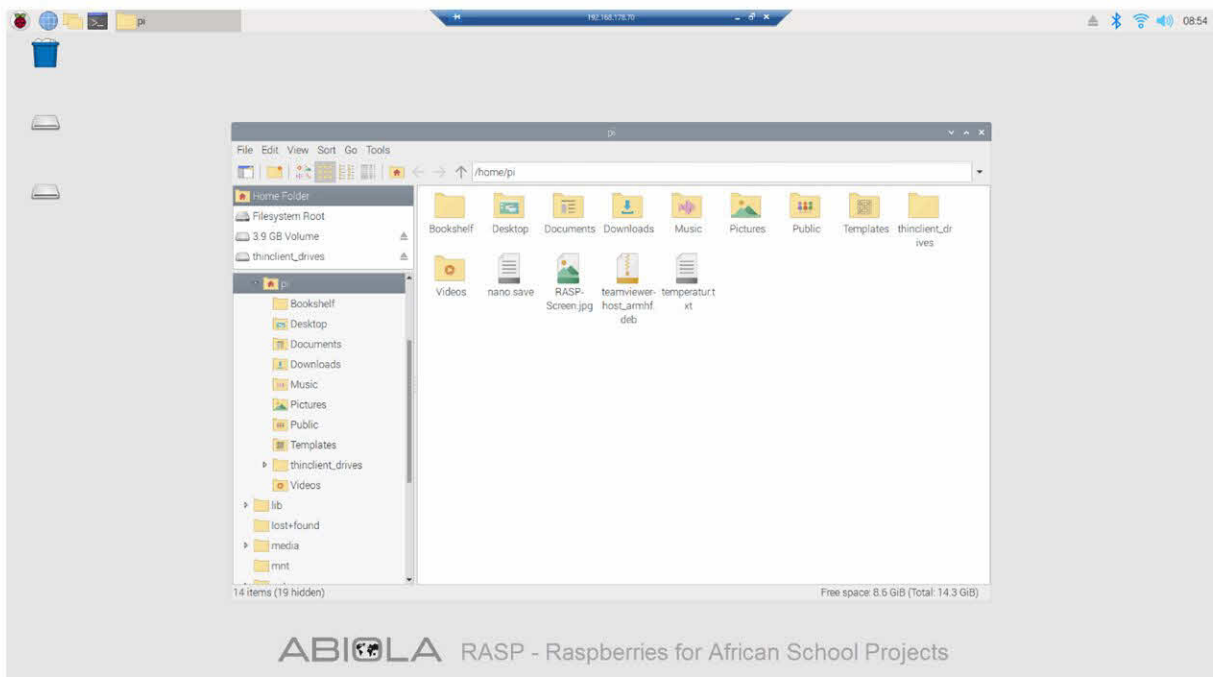 pi
192.168.178.70
08:54
pi
File Edit View Sort Go Tools
/home/pi
Home Folder
Filesystem Root
3.9 GB Volume
thinclient_drives
pi
Bookshelf
Desktop
Documents
Downloads
Music
Pictures
Public
Templates
thinclient_drives
Videos
lib
lost+found
media
mnt
Bookshelf Desktop Documents Downloads Music Pictures Public Templates thinclient_dr
ives
Videos nano.save RASP- teamviewer- temperatur.t
Screen.jpg host_armhf. xt
deb
14 items (19 hidden) Free space: 8.6 GiB (Total: 14.3 GiB)
ABIOLA RASP - Raspberries for African School Projects